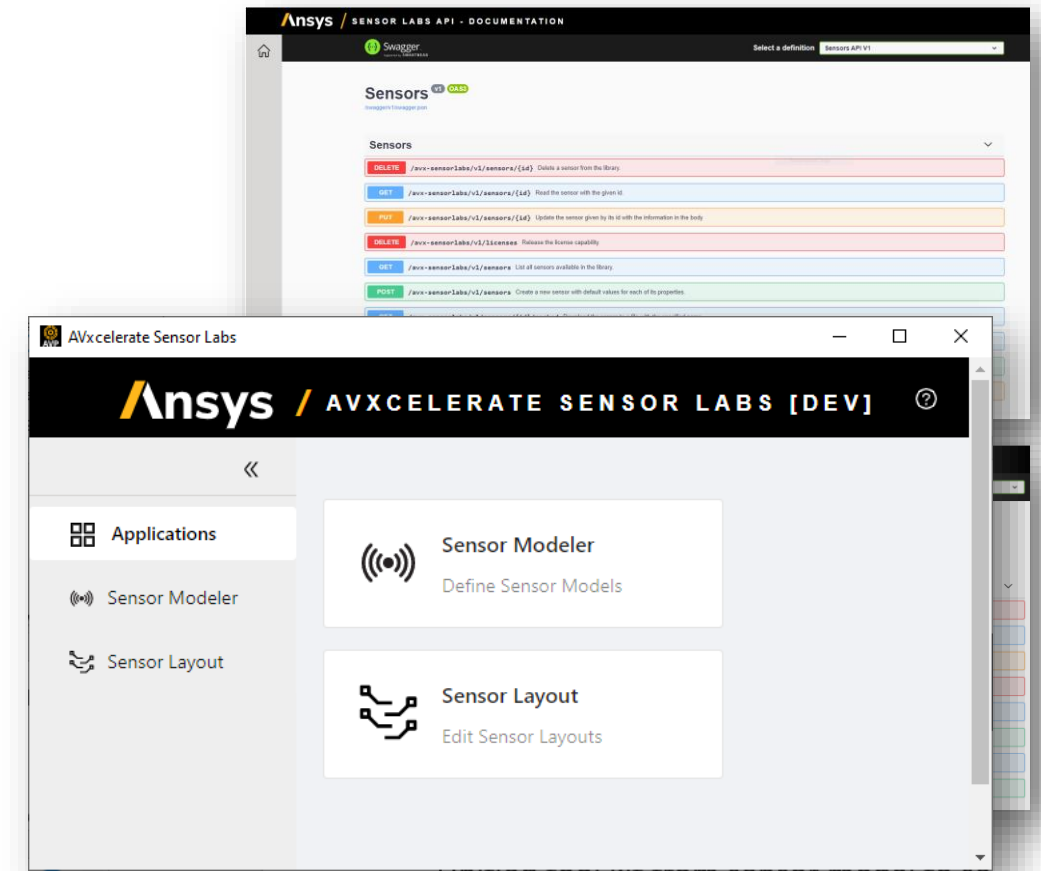 Ansys / SENSOR LABS API - DOCUMENTATION
Swagger
Select a definition Sensors API V1
Sensors v1 OAS3
Sensors
DELETE /avx-sensorlabs/v1/sensors/{id} Delete a sensor from the library.
GET /avx-sensorlabs/v1/sensors/{id} Read the sensor with the given id.
PUT /avx-sensorlabs/v1/sensors/{id} Update the sensor given by its id with the information in the body
DELETE /avx-sensorlabs/v1/licenses Release the license capability
GET /avx-sensorlabs/v1/sensors List all sensors available in the library.
POST /avx-sensorlabs/v1/sensors Create a new sensor with default values for each of its properties.
AVxcelerate Sensor Labs
Ansys / AVXCELERATE SENSOR LABS [DEV]
Applications
Sensor Modeler
Sensor Layout
Sensor Modeler
Define Sensor Models
Sensor Layout
Edit Sensor Layouts